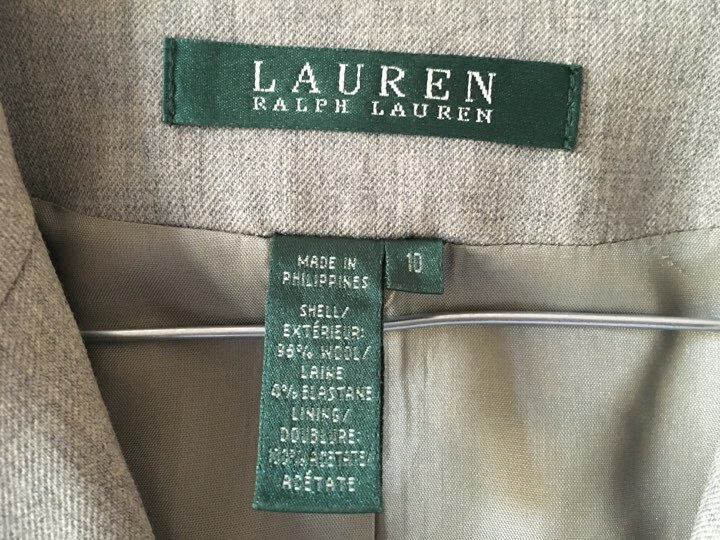 LAUREN
RALPH LAUREN
MADE IN
PHILIPPINES
10
SHELL/
EXTÉRIEUR:
96% WOOL/
LAINE
4% ELASTANE
LINING/
DOUBLURE:
100% ACETATE/
ACÉTATE